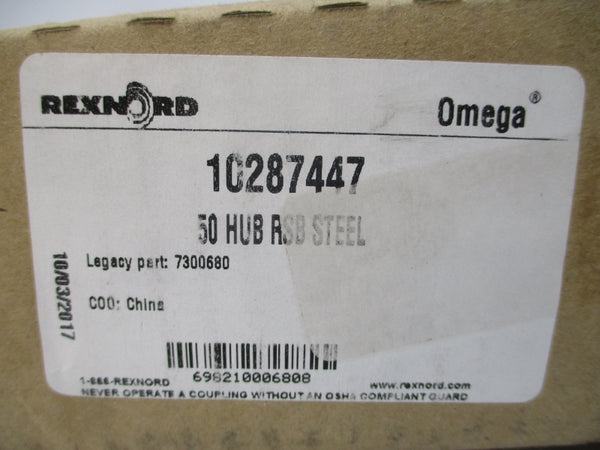 REXNORD Omega®
10287447
50 HUB RSB STEEL
Legacy part: 7300680
COO: China
10/03/2017
698210006808
1-866-REXNORD www.rexnord.com
NEVER OPERATE A COUPLING WITHOUT AN OSHA COMPLIANT GUARD